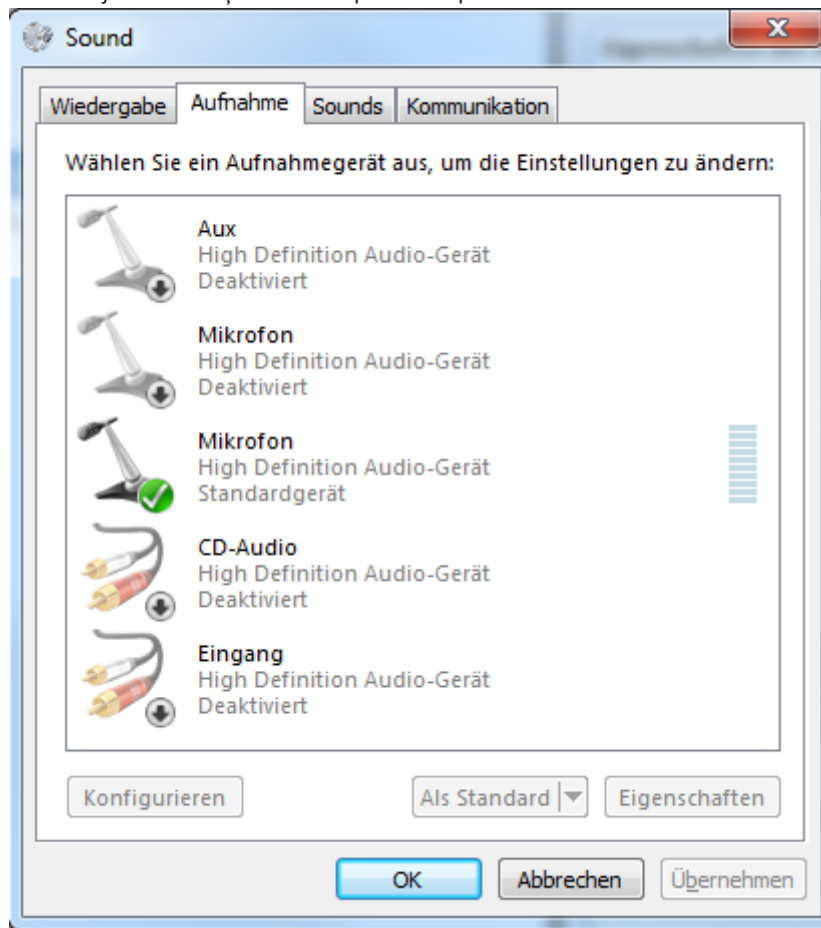 Sound
Wiedergabe Aufnahme Sounds Kommunikation
Wählen Sie ein Aufnahmegerät aus, um die Einstellungen zu ändern:
Aux
High Definition Audio-Gerät
Deaktiviert
Mikrofon
High Definition Audio-Gerät
Deaktiviert
Mikrofon
High Definition Audio-Gerät
Standardgerät
CD-Audio
High Definition Audio-Gerät
Deaktiviert
Eingang
High Definition Audio-Gerät
Deaktiviert
Konfigurieren Als Standard Eigenschaften
OK Abbrechen Übernehmen